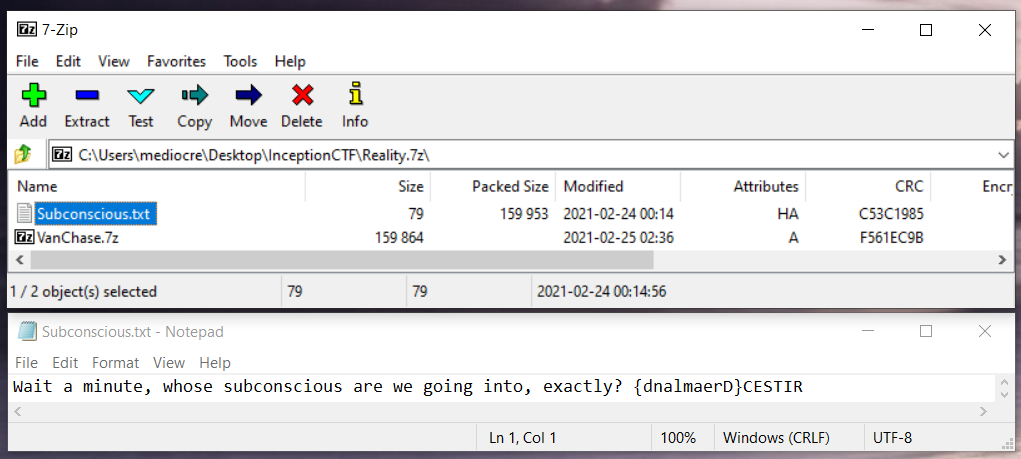 7-Zip
File Edit View Favorites Tools Help
Add Extract Test Copy Move Delete Info
C:\Users\mediocre\Desktop\InceptionCTF\Reality.7z\
Name Size Packed Size Modified Attributes CRC Encr
Subconscious.txt 79 159 953 2021-02-24 00:14 HA C53C1985
VanChase.7z 159 864 2021-02-25 02:36 A F561EC9B
1 / 2 object(s) selected 79 79 2021-02-24 00:14:56
Subconscious.txt - Notepad
File Edit Format View Help
Wait a minute, whose subconscious are we going into, exactly? {dnalmaerD}CESTIR
Ln 1, Col 1 100% Windows (CRLF) UTF-8